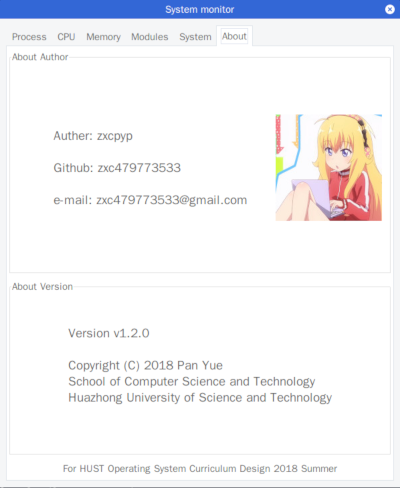 System monitor
Process CPU Memory Modules System About
About Author
Auther: zxcpyp
Github: zxc479773533
e-mail: zxc479773533@gmail.com
About Version
Version v1.2.0
Copyright (C) 2018 Pan Yue
School of Computer Science and Technology
Huazhong University of Science and Technology
For HUST Operating System Curriculum Design 2018 Summer